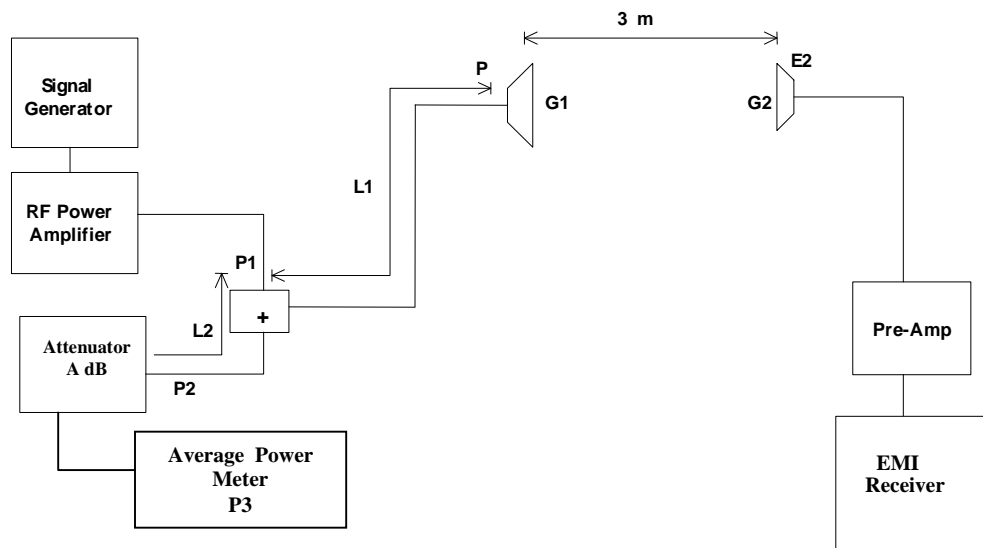 3 m
Signal
Generator
P
E2
G1
G2
L1
RF Power
Amplifier
P1
+
L2
Attenuator
A dB
P2
Pre-Amp
Average Power
Meter
P3
EMI
Receiver